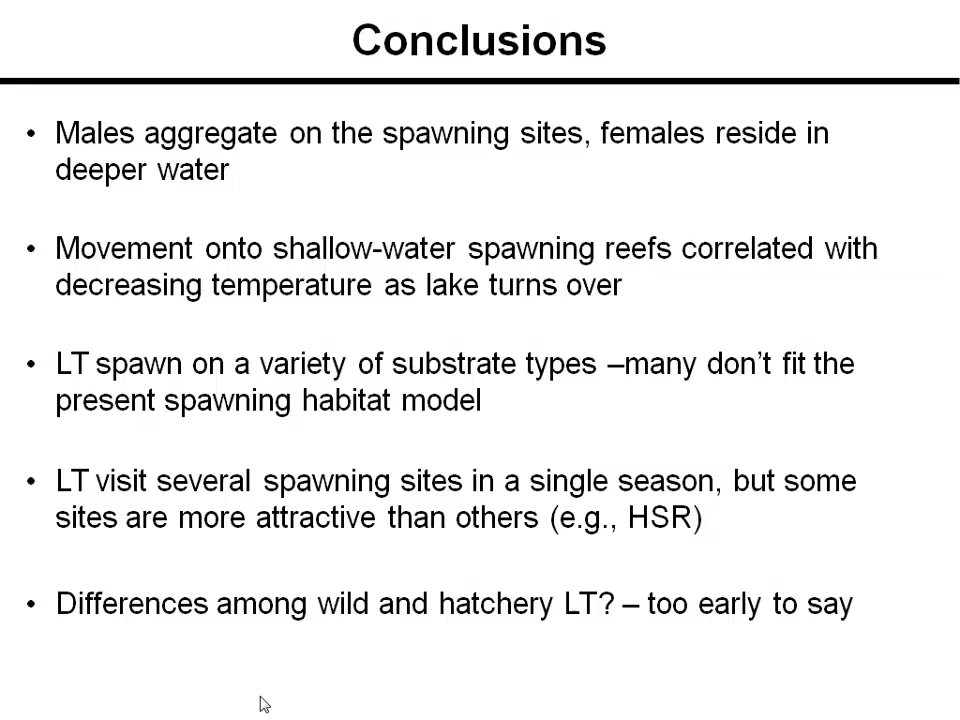 Conclusions
• Males aggregate on the spawning sites, females reside in
deeper water
• Movement onto shallow-water spawning reefs correlated with
decreasing temperature as lake turns over
• LT spawn on a variety of substrate types –many don’t fit the
present spawning habitat model
• LT visit several spawning sites in a single season, but some
sites are more attractive than others (e.g., HSR)
• Differences among wild and hatchery LT? – too early to say